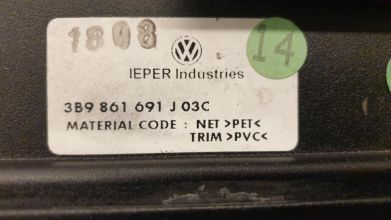 1808
14
IEPER Industries
3B9 861 691 J 03C
MATERIAL CODE : NET >PET<
TRIM >PVC<